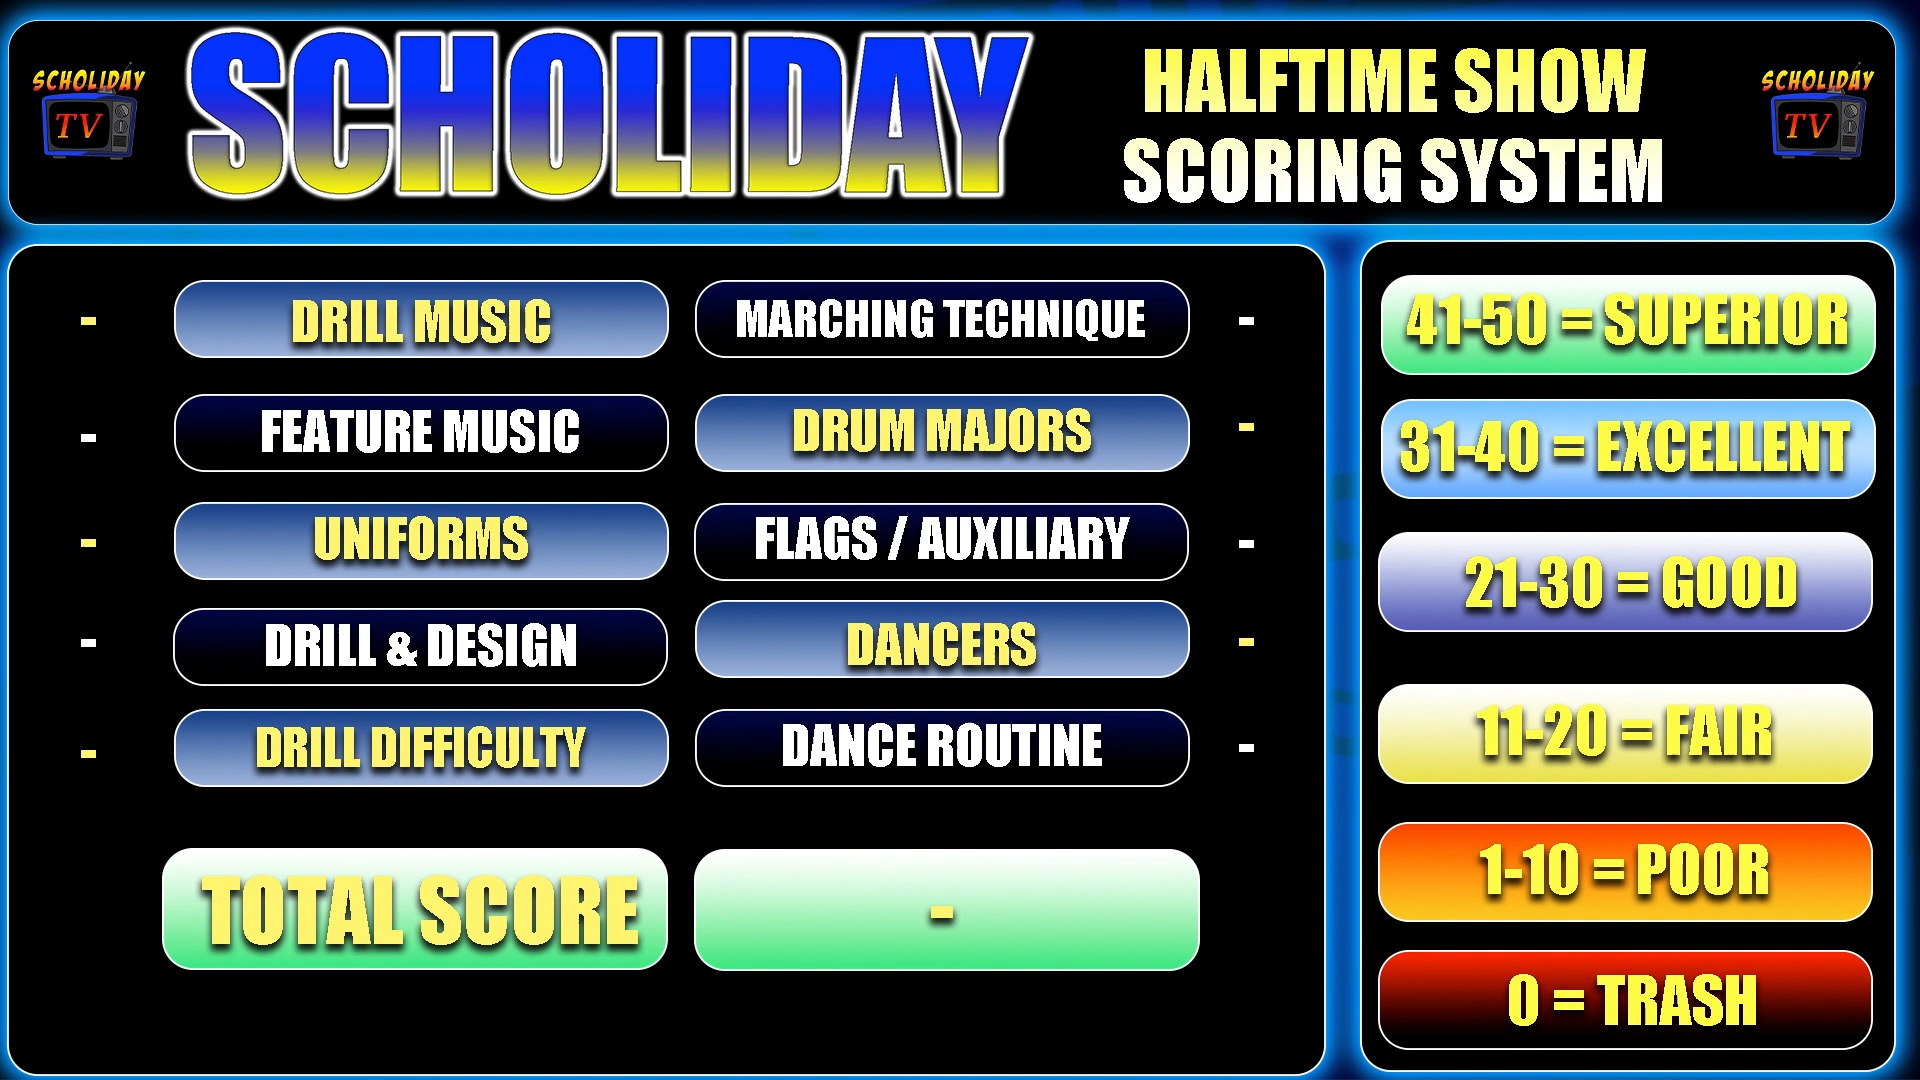 SCHOLIDAY
TV
SCHOLIDAY
HALFTIME SHOW
SCORING SYSTEM
SCHOLIDAY
TV
- DRILL MUSIC MARCHING TECHNIQUE -
- FEATURE MUSIC DRUM MAJORS -
- UNIFORMS FLAGS / AUXILIARY -
- DRILL & DESIGN DANCERS -
- DRILL DIFFICULTY DANCE ROUTINE -
TOTAL SCORE -
41-50 = SUPERIOR
31-40 = EXCELLENT
21-30 = GOOD
11-20 = FAIR
1-10 = POOR
0 = TRASH